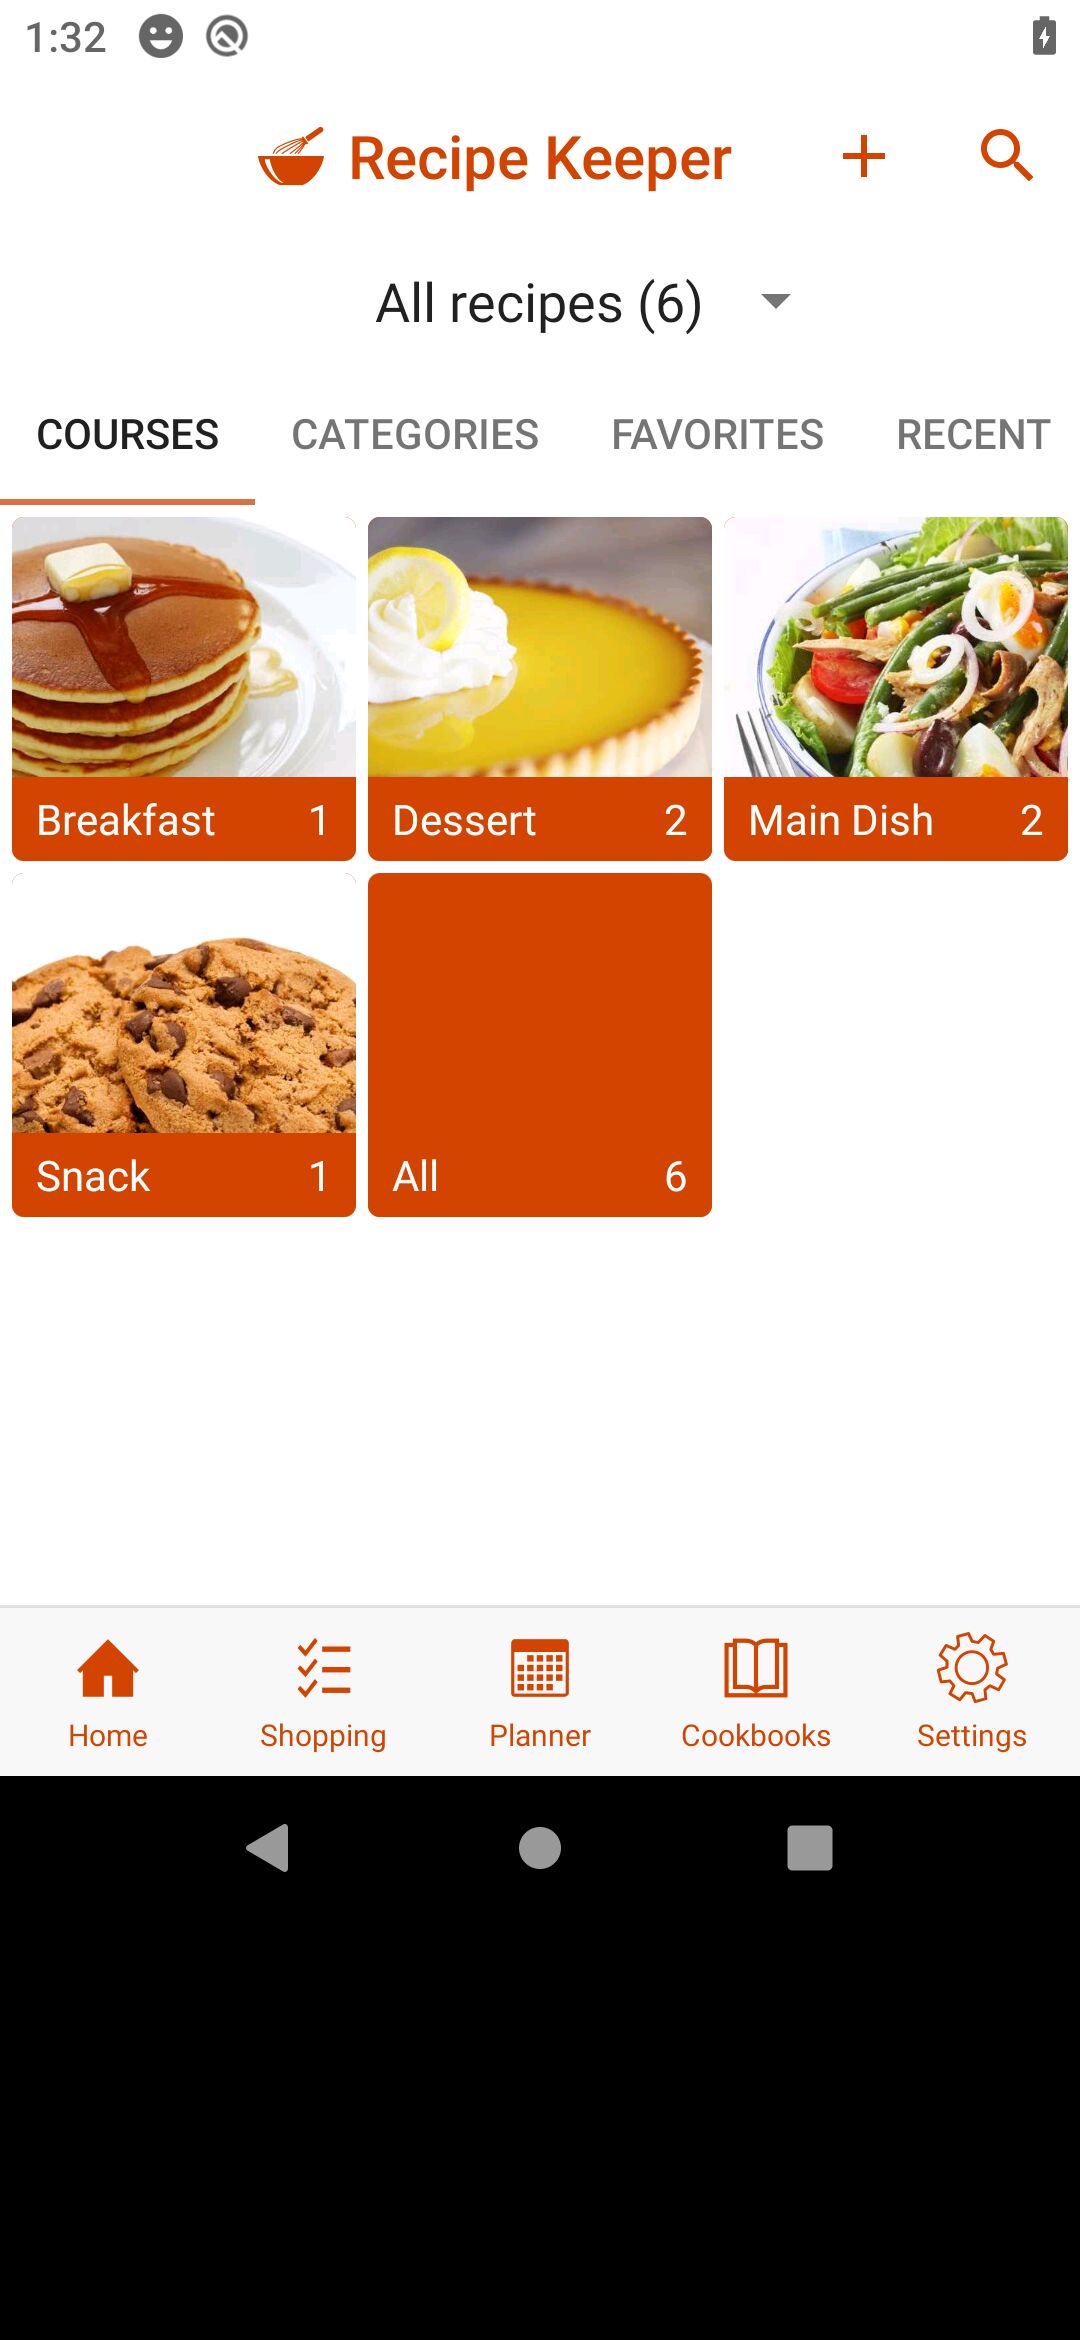 1:32
Recipe Keeper
All recipes (6)
COURSES CATEGORIES FAVORITES RECENT
Breakfast 1 Dessert 2 Main Dish 2
Snack 1 All 6
Home Shopping Planner Cookbooks Settings